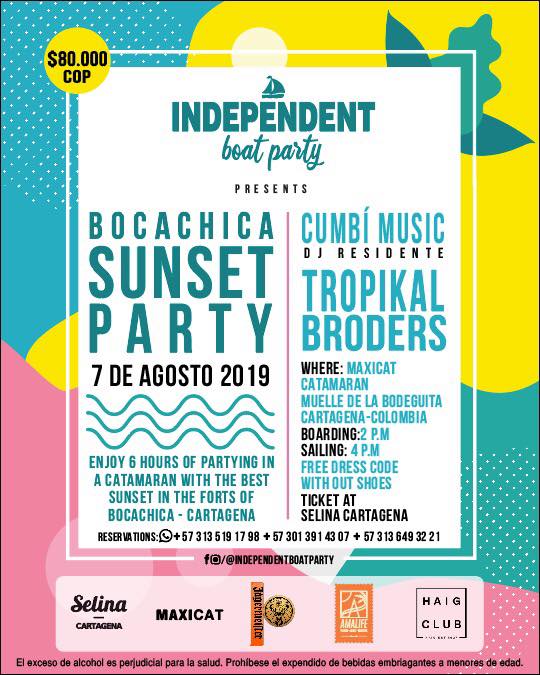 $80.000
COP
INDEPENDENT
boat party
PRESENTS
BOCACHICA
SUNSET
PARTY
7 DE AGOSTO 2019
ENJOY 6 HOURS OF PARTYING IN
A CATAMARAN WITH THE BEST
SUNSET IN THE FORTS OF
BOCACHICA - CARTAGENA
CUMBÍ MUSIC
DJ RESIDENTE
TROPIKAL
BRODERS
WHERE: MAXICAT
CATAMARAN
MUELLE DE LA BODEGUITA
CARTAGENA-COLOMBIA
BOARDING:2 P.M
SAILING: 4 P.M
FREE DRESS CODE
WITH OUT SHOES
TICKET AT
SELINA CARTAGENA
RESERVATIONS: +57 313 519 17 98 + 57 301 391 43 07 + 57 313 649 32 21
/@INDEPENDENTBOATPARTY
Selina
CARTAGENA
MAXICAT
Jägermeister
AMALIFE
HAIG
CLUB
El exceso de alcohol es perjudicial para la salud. Prohíbese el expendido de bebidas embriagantes a menores de edad.